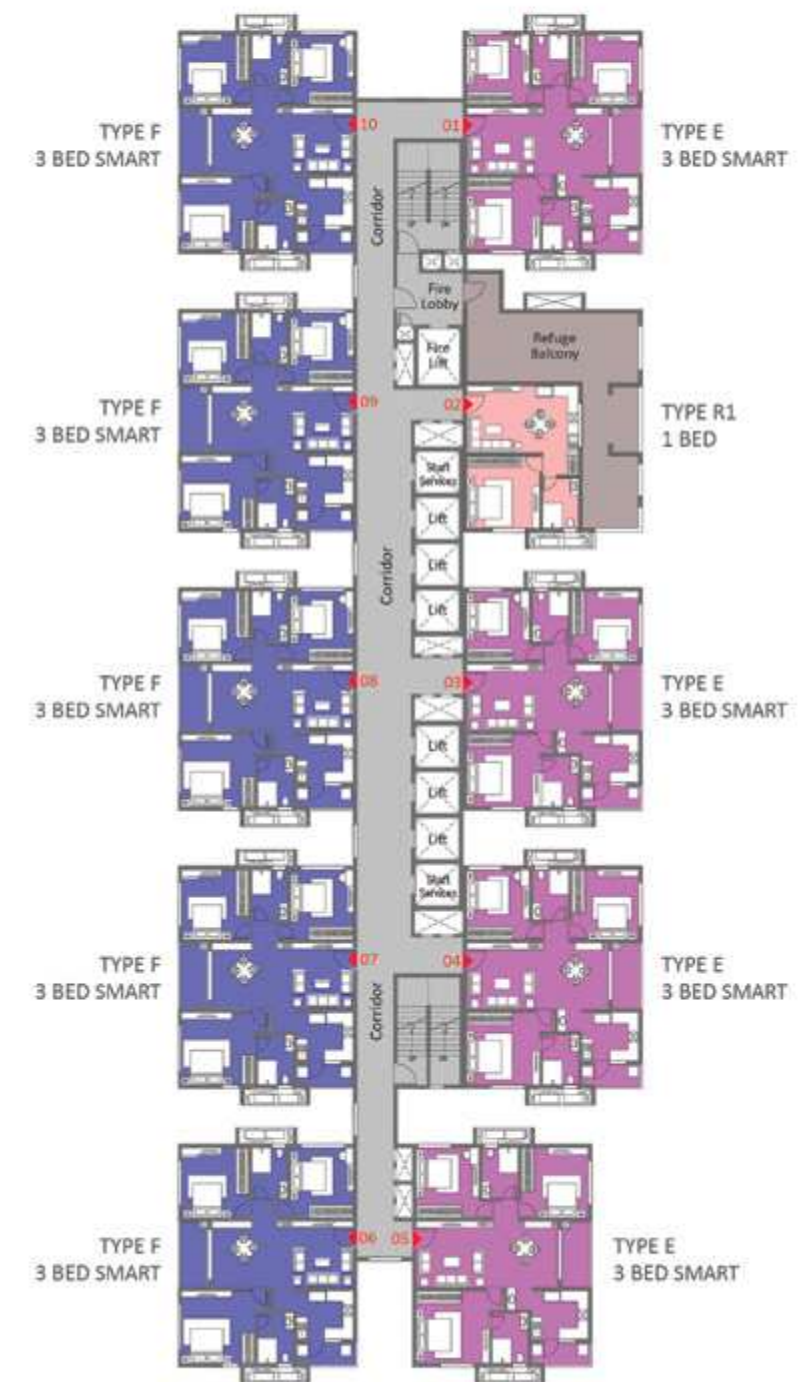 TYPE F
3 BED SMART
10
01
TYPE E
3 BED SMART
Corridor
Fire
Lobby
Fire
Lift
Refuge
Balcony
TYPE F
3 BED SMART
09
02
TYPE R1
1 BED
Staff
Services
Lift
Lift
Lift
Corridor
TYPE F
3 BED SMART
08
03
TYPE E
3 BED SMART
Lift
Lift
Lift
Staff
Services
TYPE F
3 BED SMART
07
04
TYPE E
3 BED SMART
Corridor
TYPE F
3 BED SMART
06
05
TYPE E
3 BED SMART